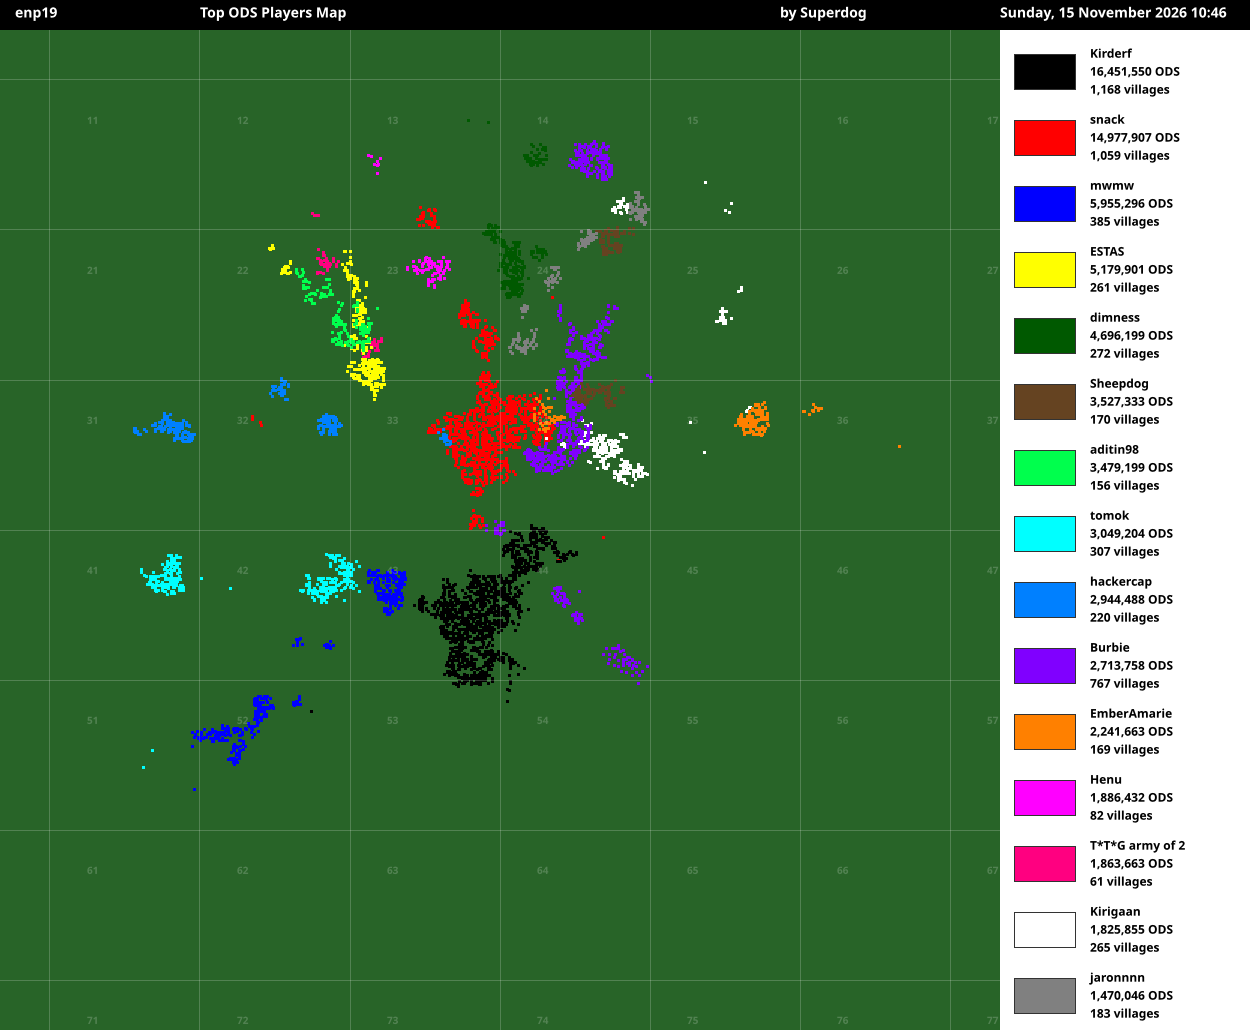 enp19 Top ODS Players Map by Superdog Sunday, 15 November 2026 10:46
Kirderf
16,451,550 ODS
1,168 villages
11 12 13 14 15 16 17
snack
14,977,907 ODS
1,059 villages
mwmw
5,955,296 ODS
385 villages
ESTAS
5,179,901 ODS
261 villages
21 22 23 24 25 26 27
dimness
4,696,199 ODS
272 villages
Sheepdog
3,527,333 ODS
170 villages
31 32 33 35 36 37
aditin98
3,479,199 ODS
156 villages
tomok
3,049,204 ODS
307 villages
41 42 45 46 47
hackercap
2,944,488 ODS
220 villages
Burbie
2,713,758 ODS
767 villages
51 52 53 54 55 56 57
EmberAmarie
2,241,663 ODS
169 villages
Henu
1,886,432 ODS
82 villages
T*T*G army of 2
1,863,663 ODS
61 villages
61 62 63 64 65 66 67
Kirigaan
1,825,855 ODS
265 villages
jaronnnn
1,470,046 ODS
183 villages
71 72 73 74 75 76 77